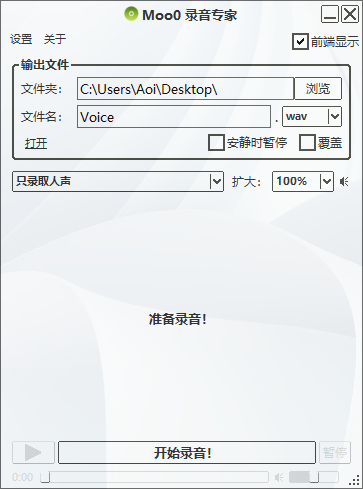 Moo0 录音专家
设置 关于 前端显示
输出文件
文件夹: C:\Users\Aoi\Desktop\ 浏览
文件名: Voice . wav
打开 安静时暂停 覆盖
只录取人声 扩大: 100%
准备录音!
开始录音! 暂停
0:00